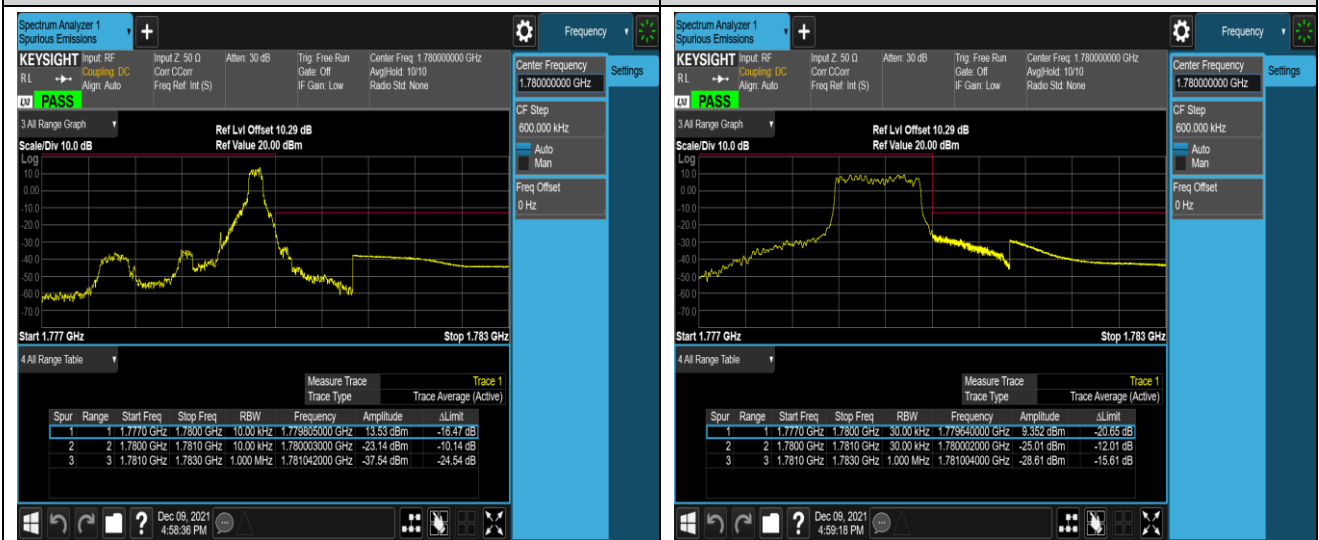 Spectrum Analyzer 1
Spurious Emissions
Frequency
KEYSIGHT
RL
Input: RF
Coupling: DC
Align: Auto
Input Z: 50 Ω
Corr CCorr
Freq Ref: Int (S)
Atten: 30 dB
Trig: Free Run
Gate: Off
IF Gain: Low
Center Freq: 1.780000000 GHz
Avg|Hold: 10/10
Radio Std: None
LXI PASS
Center Frequency
1.780000000 GHz
Settings
CF Step
600.000 kHz
Auto
Man
Freq Offset
0 Hz
3 All Range Graph
Ref Lvl Offset 10.29 dB
Scale/Div 10.0 dB
Ref Value 20.00 dBm
Log
10.0
0.00
-10.0
-20.0
-30.0
-40.0
-50.0
-60.0
-70.0
Start 1.777 GHz
Stop 1.783 GHz
4 All Range Table
Measure Trace Trace 1
Trace Type Trace Average (Active)
Spur Range Start Freq Stop Freq RBW Frequency Amplitude ΔLimit
1 1 1.7770 GHz 1.7800 GHz 10.00 kHz 1.779805000 GHz 13.53 dBm -16.47 dB
2 2 1.7800 GHz 1.7810 GHz 10.00 kHz 1.780003000 GHz -23.14 dBm -10.14 dB
3 3 1.7810 GHz 1.7830 GHz 1.000 MHz 1.781042000 GHz -37.54 dBm -24.54 dB
?
Dec 09, 2021
4:58:36 PM
Spectrum Analyzer 1
Spurious Emissions
Frequency
KEYSIGHT
RL
Input: RF
Coupling: DC
Align: Auto
Input Z: 50 Ω
Corr CCorr
Freq Ref: Int (S)
Atten: 30 dB
Trig: Free Run
Gate: Off
IF Gain: Low
Center Freq: 1.780000000 GHz
Avg|Hold: 10/10
Radio Std: None
LXI PASS
Center Frequency
1.780000000 GHz
Settings
CF Step
600.000 kHz
Auto
Man
Freq Offset
0 Hz
3 All Range Graph
Ref Lvl Offset 10.29 dB
Scale/Div 10.0 dB
Ref Value 20.00 dBm
Log
10.0
0.00
-10.0
-20.0
-30.0
-40.0
-50.0
-60.0
-70.0
Start 1.777 GHz
Stop 1.783 GHz
4 All Range Table
Measure Trace Trace 1
Trace Type Trace Average (Active)
Spur Range Start Freq Stop Freq RBW Frequency Amplitude ΔLimit
1 1 1.7770 GHz 1.7800 GHz 30.00 kHz 1.779640000 GHz 9.352 dBm -20.65 dB
2 2 1.7800 GHz 1.7810 GHz 30.00 kHz 1.780002000 GHz -25.01 dBm -12.01 dB
3 3 1.7810 GHz 1.7830 GHz 1.000 MHz 1.781004000 GHz -28.61 dBm -15.61 dB
?
Dec 09, 2021
4:59:18 PM